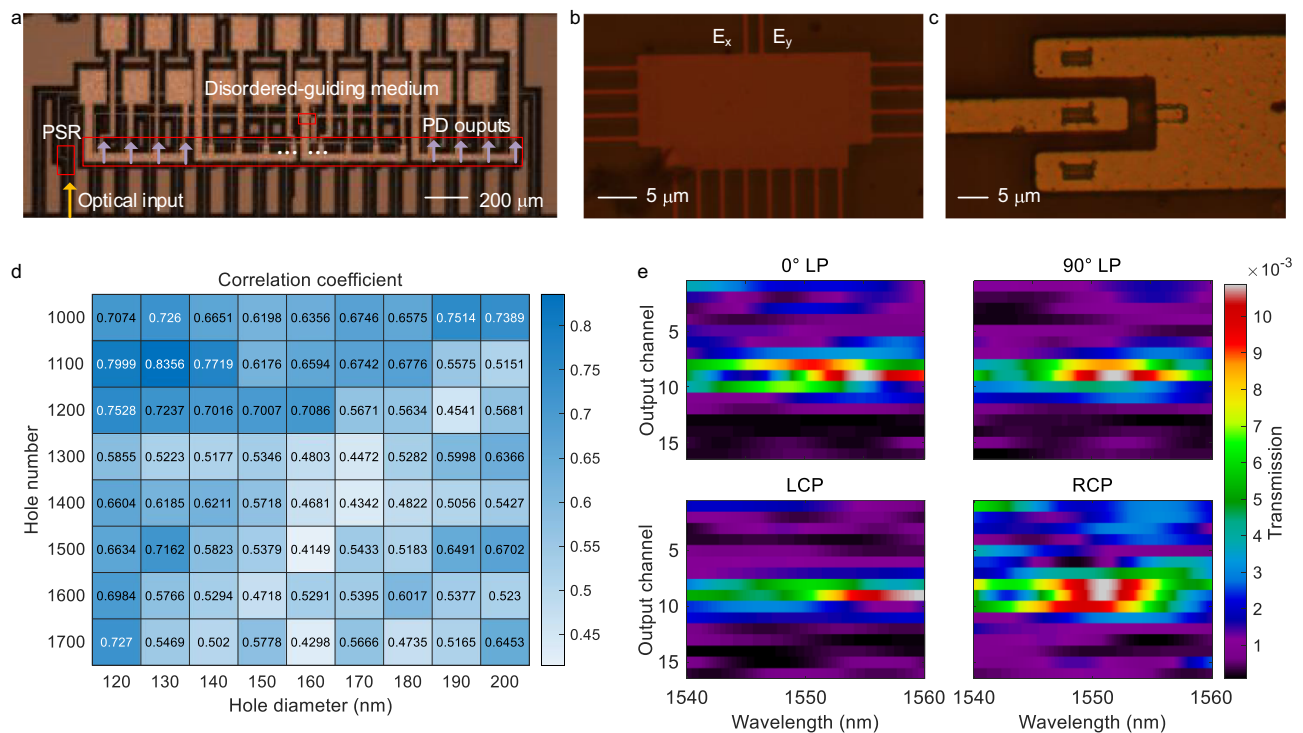 a
Disordered-guiding medium
PSR
PD ouputs
... ...
Optical input
200 μm
b
Ex
Ey
5 μm
c
5 μm
d
Correlation coefficient
Hole number
1000 0.7074 0.726 0.6651 0.6198 0.6356 0.6746 0.6575 0.7514 0.7389
1100 0.7999 0.8356 0.7719 0.6176 0.6594 0.6742 0.6776 0.5575 0.5151
1200 0.7528 0.7237 0.7016 0.7007 0.7086 0.5671 0.5634 0.4541 0.5681
1300 0.5855 0.5223 0.5177 0.5346 0.4803 0.4472 0.5282 0.5998 0.6366
1400 0.6604 0.6185 0.6211 0.5718 0.4681 0.4342 0.4822 0.5056 0.5427
1500 0.6634 0.7162 0.5823 0.5379 0.4149 0.5433 0.5183 0.6491 0.6702
1600 0.6984 0.5766 0.5294 0.4718 0.5291 0.5395 0.6017 0.5377 0.523
1700 0.727 0.5469 0.502 0.5778 0.4298 0.5666 0.4735 0.5165 0.6453
120 130 140 150 160 170 180 190 200
Hole diameter (nm)
0.8
0.75
0.7
0.65
0.6
0.55
0.5
0.45
e
0° LP
90° LP
Output channel
5
10
15
LCP
RCP
Output channel
5
10
15
1540 1550 1560
Wavelength (nm)
1540 1550 1560
Wavelength (nm)
×10⁻³
10
9
8
7
6
5
4
3
2
1
Transmission